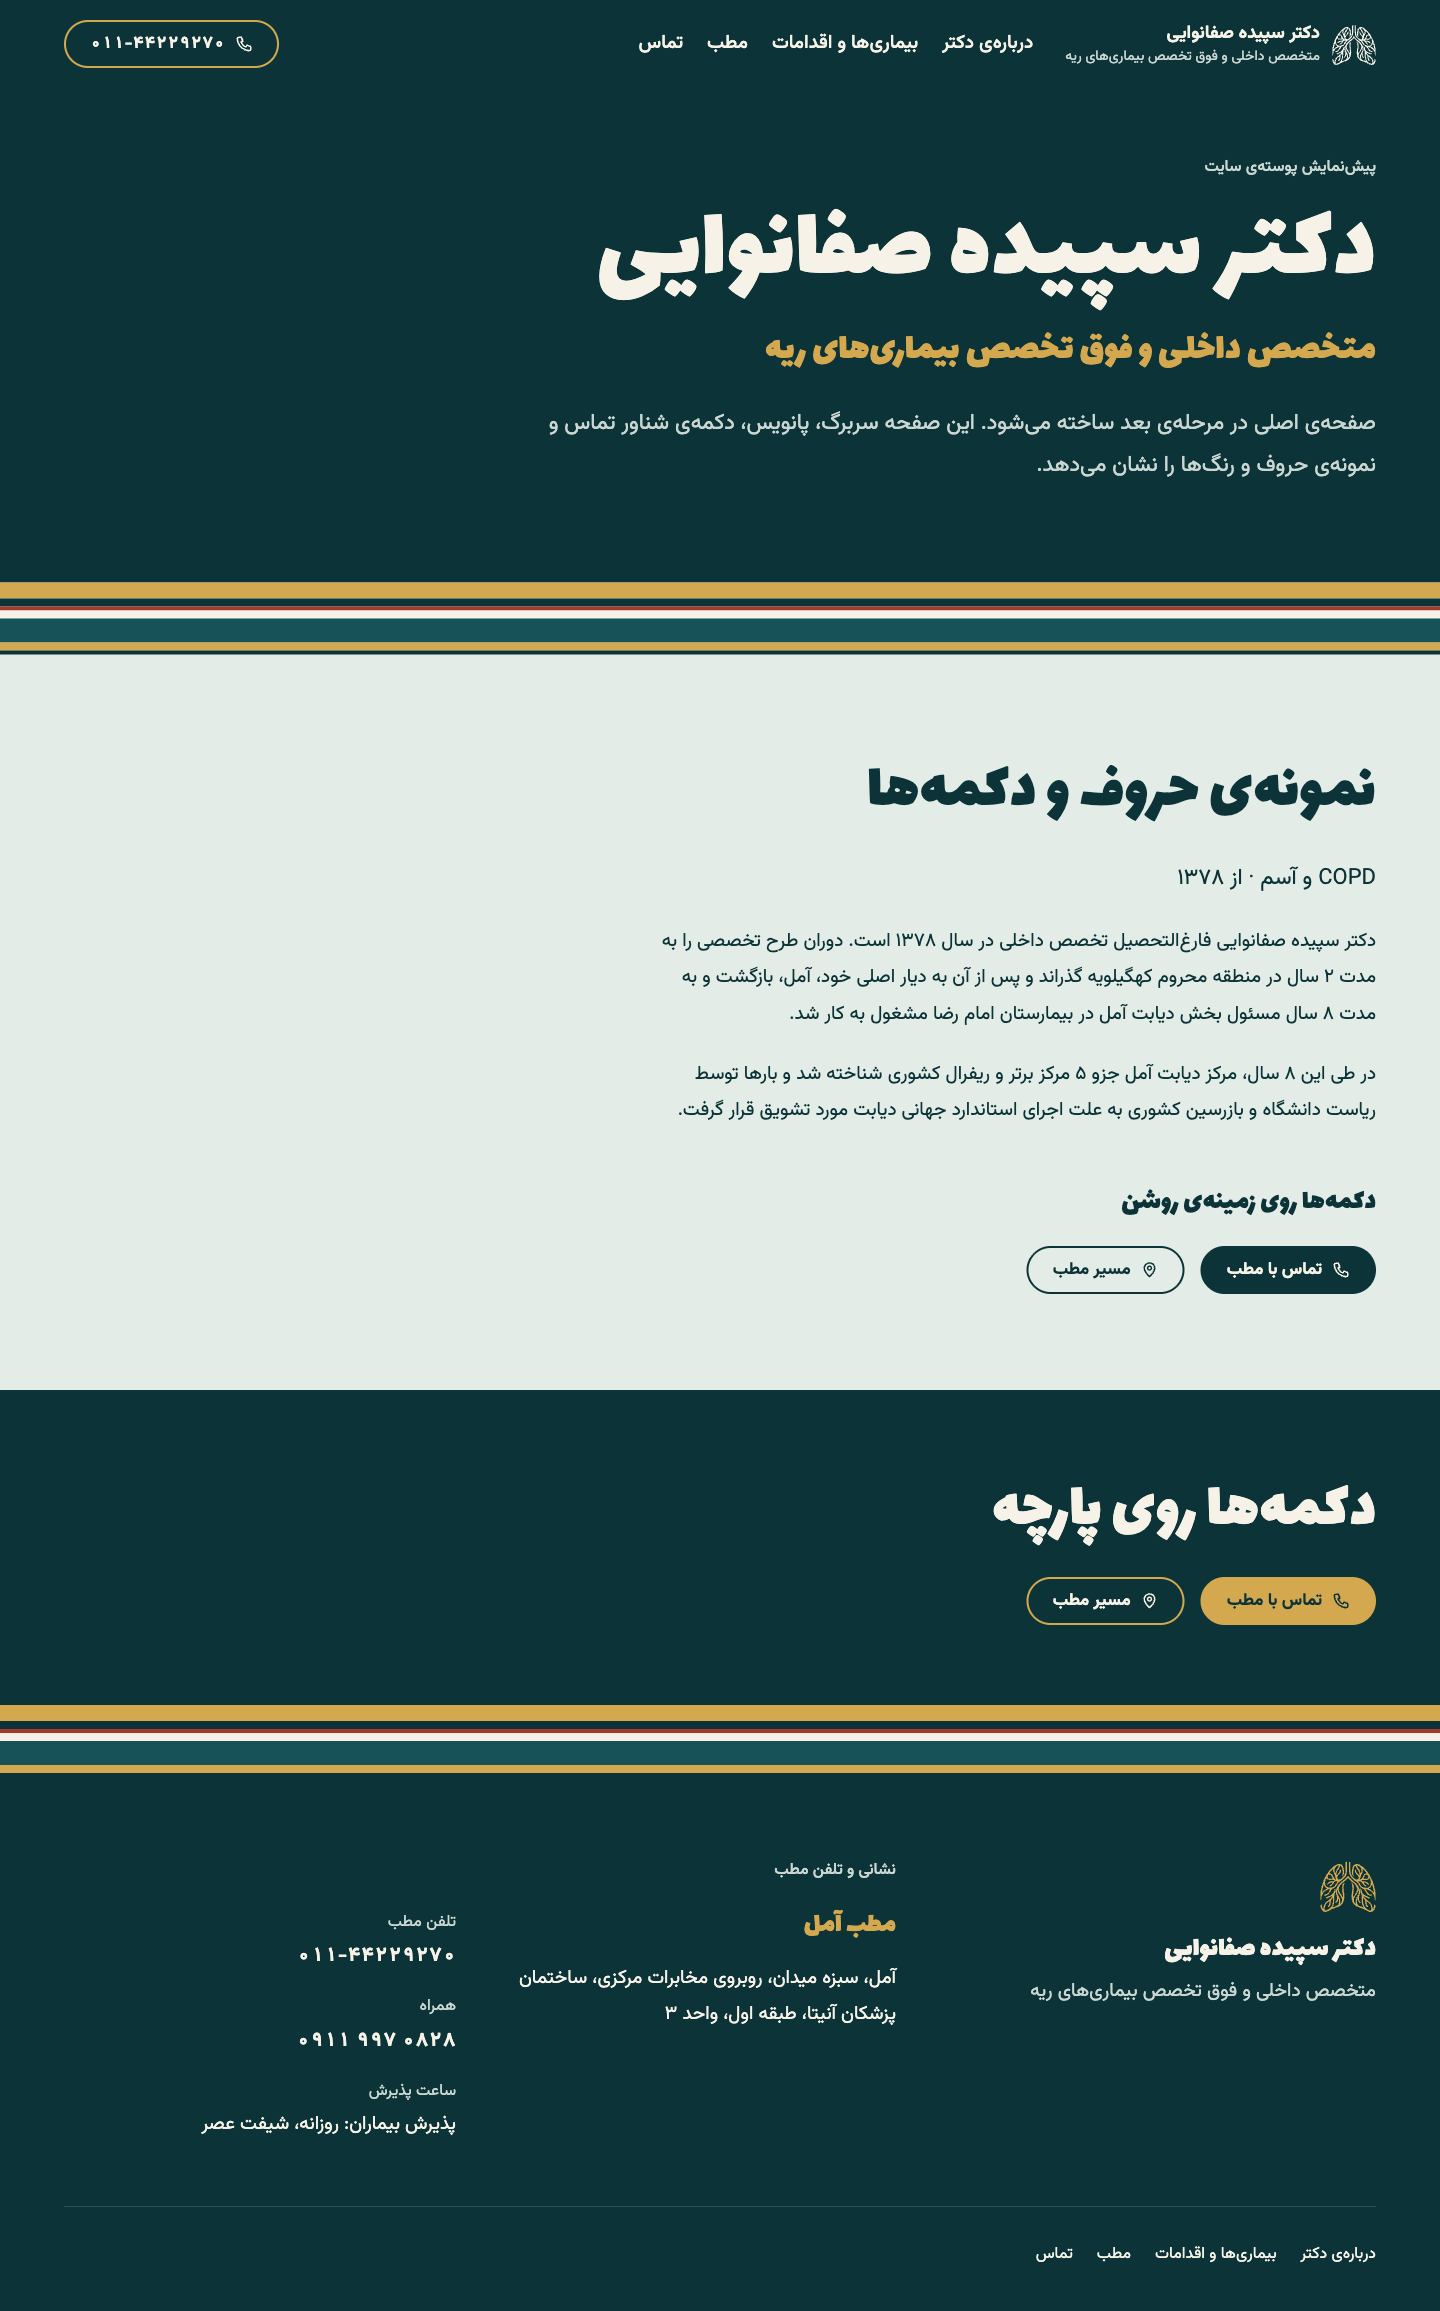 دکتر سپیده صفانوایی
متخصص داخلی و فوق تخصص بیماری‌های ریه
درباره‌ی دکتر
بیماری‌ها و اقدامات
مطب
تماس
۰۱۱-۴۴۲۲۹۲۷۰
پیش‌نمایش پوسته‌ی سایت
دکتر سپیده صفانوایی
متخصص داخلی و فوق تخصص بیماری‌های ریه
صفحه‌ی اصلی در مرحله‌ی بعد ساخته می‌شود. این صفحه سربرگ، پانویس، دکمه‌ی شناور تماس و
نمونه‌ی حروف و رنگ‌ها را نشان می‌دهد.
نمونه‌ی حروف و دکمه‌ها
COPD و آسم · از ۱۳۷۸
دکتر سپیده صفانوایی فارغ‌التحصیل تخصص داخلی در سال ۱۳۷۸ است. دوران طرح تخصصی را به
مدت ۲ سال در منطقه محروم کهگیلویه گذراند و پس از آن به دیار اصلی خود، آمل، بازگشت و به
مدت ۸ سال مسئول بخش دیابت آمل در بیمارستان امام رضا مشغول به کار شد.
در طی این ۸ سال، مرکز دیابت آمل جزو ۵ مرکز برتر و ریفرال کشوری شناخته شد و بارها توسط
ریاست دانشگاه و بازرسین کشوری به علت اجرای استاندارد جهانی دیابت مورد تشویق قرار گرفت.
دکمه‌ها روی زمینه‌ی روشن
تماس با مطب
مسیر مطب
دکمه‌ها روی پارچه
تماس با مطب
مسیر مطب
دکتر سپیده صفانوایی
متخصص داخلی و فوق تخصص بیماری‌های ریه
نشانی و تلفن مطب
مطب آمل
آمل، سبزه میدان، روبروی مخابرات مرکزی، ساختمان
پزشکان آنیتا، طبقه اول، واحد ۳
تلفن مطب
۰۱۱-۴۴۲۲۹۲۷۰
همراه
۰۹۱۱ ۹۹۷ ۰۸۲۸
ساعت پذیرش
پذیرش بیماران: روزانه، شیفت عصر
درباره‌ی دکتر
بیماری‌ها و اقدامات
مطب
تماس